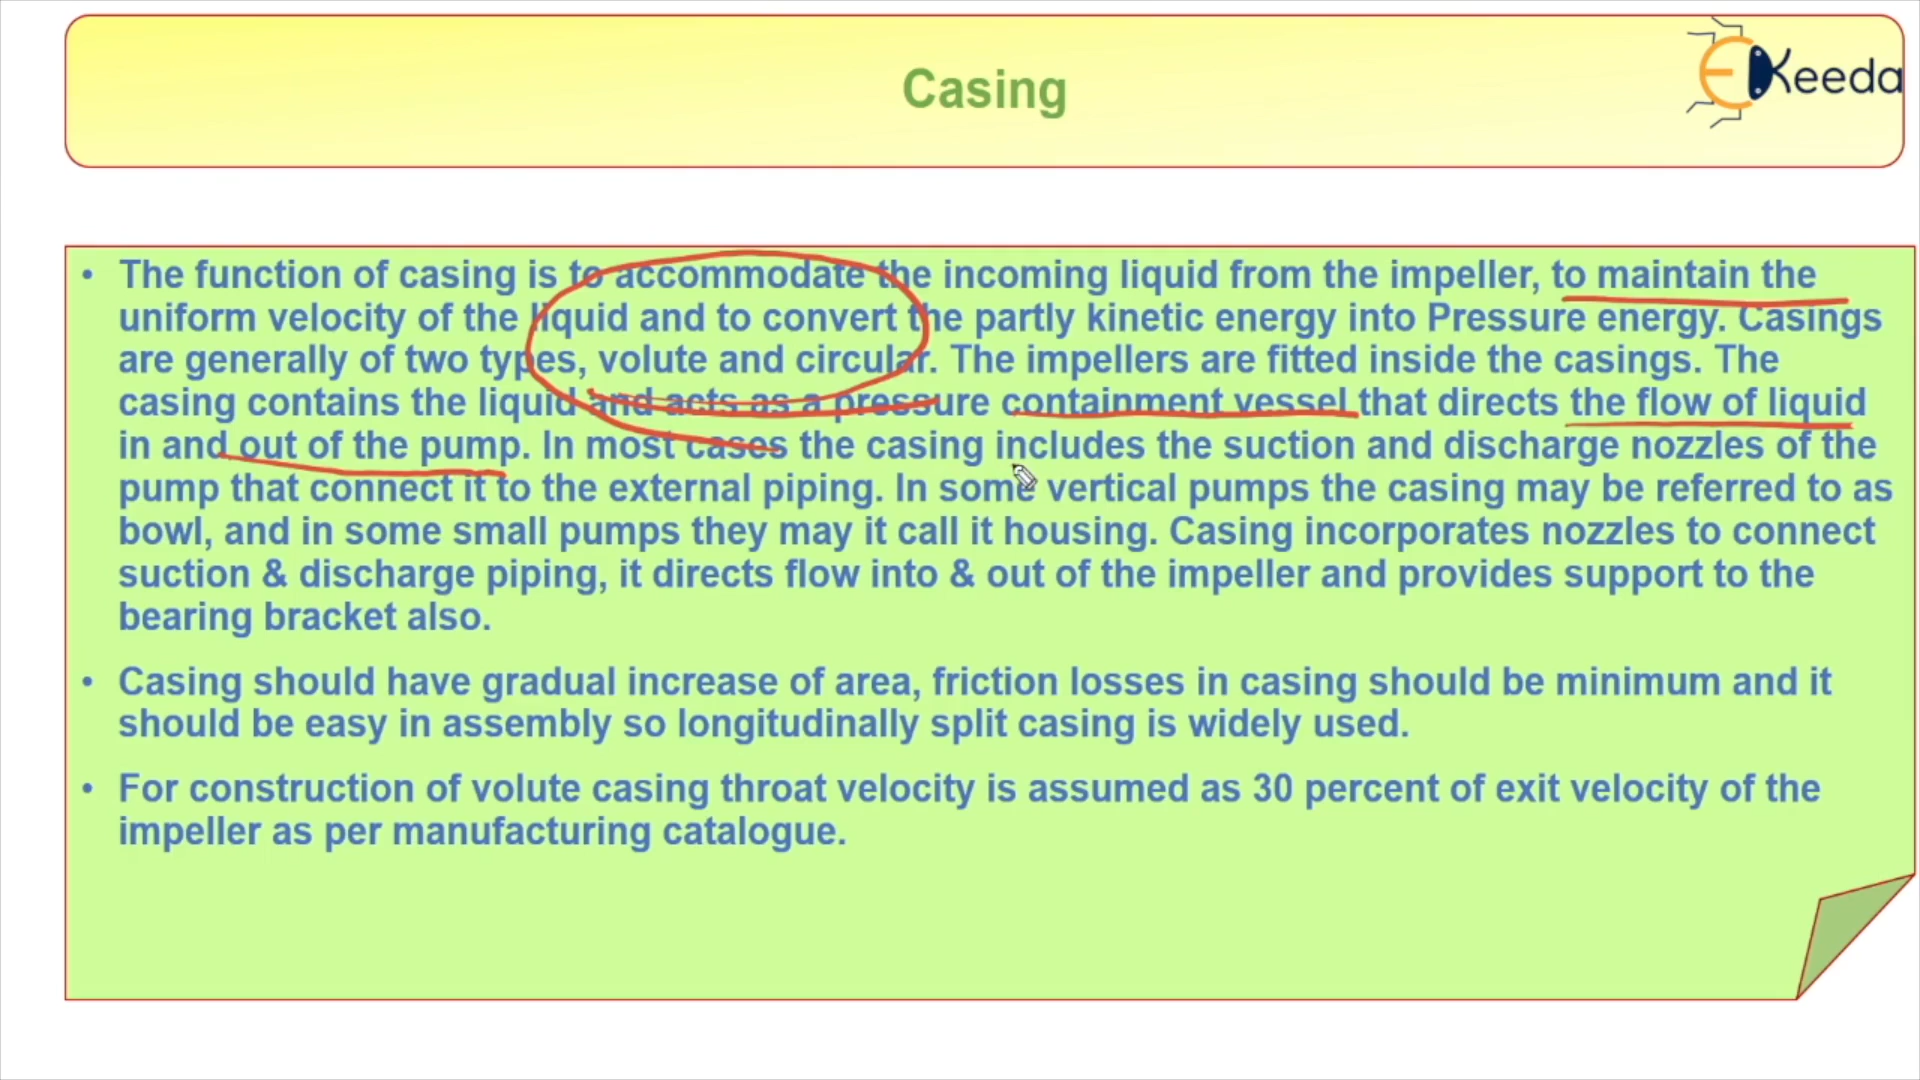 Casing
EKeeda
• The function of casing is to accommodate the incoming liquid from the impeller, to maintain the
uniform velocity of the liquid and to convert the partly kinetic energy into Pressure energy. Casings
are generally of two types, volute and circular. The impellers are fitted inside the casings. The
casing contains the liquid and acts as a pressure containment vessel that directs the flow of liquid
in and out of the pump. In most cases the casing includes the suction and discharge nozzles of the
pump that connect it to the external piping. In some vertical pumps the casing may be referred to as
bowl, and in some small pumps they may it call it housing. Casing incorporates nozzles to connect
suction & discharge piping, it directs flow into & out of the impeller and provides support to the
bearing bracket also.
• Casing should have gradual increase of area, friction losses in casing should be minimum and it
should be easy in assembly so longitudinally split casing is widely used.
• For construction of volute casing throat velocity is assumed as 30 percent of exit velocity of the
impeller as per manufacturing catalogue.